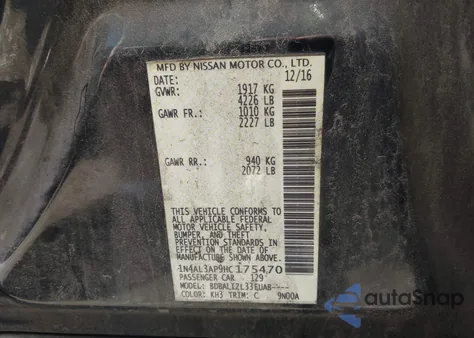 MFD BY NISSAN MOTOR CO., LTD.
DATE: 12/16
GVWR: 1917 KG
4226 LB
GAWR FR.: 1010 KG
2227 LB
GAWR RR.: 940 KG
2072 LB
THIS VEHICLE CONFORMS TO
ALL APPLICABLE FEDERAL
MOTOR VEHICLE SAFETY,
BUMPER, AND THEFT
PREVENTION STANDARDS
IN EFFECT ON THE DATE OF
MANUFACTURE SHOWN ABOVE.
1N4AL3AP9HC175470
PASSENGER CAR 129
MODEL: BDBALIZL33EUAB----
COLOR: KH3 TRIM: C 9N00A
autoSnap